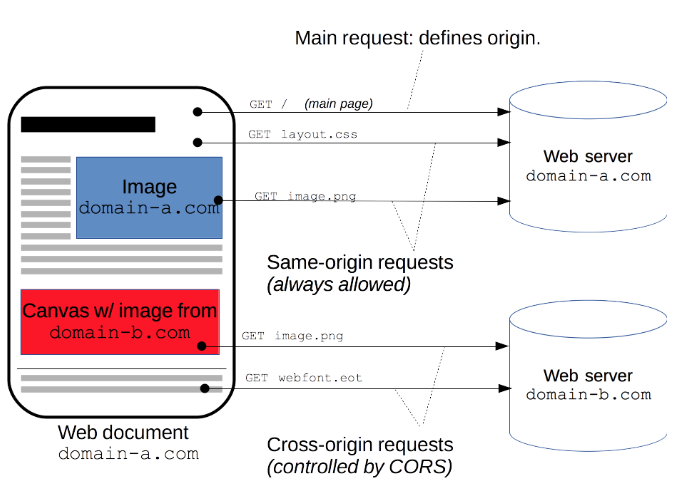 Main request: defines origin.
GET / (main page)
GET layout.css
Image
domain-a.com
GET image.png
Web server
domain-a.com
Same-origin requests
(always allowed)
Canvas w/ image from
domain-b.com
GET image.png
GET webfont.eot
Web server
domain-b.com
Web document
domain-a.com
Cross-origin requests
(controlled by CORS)